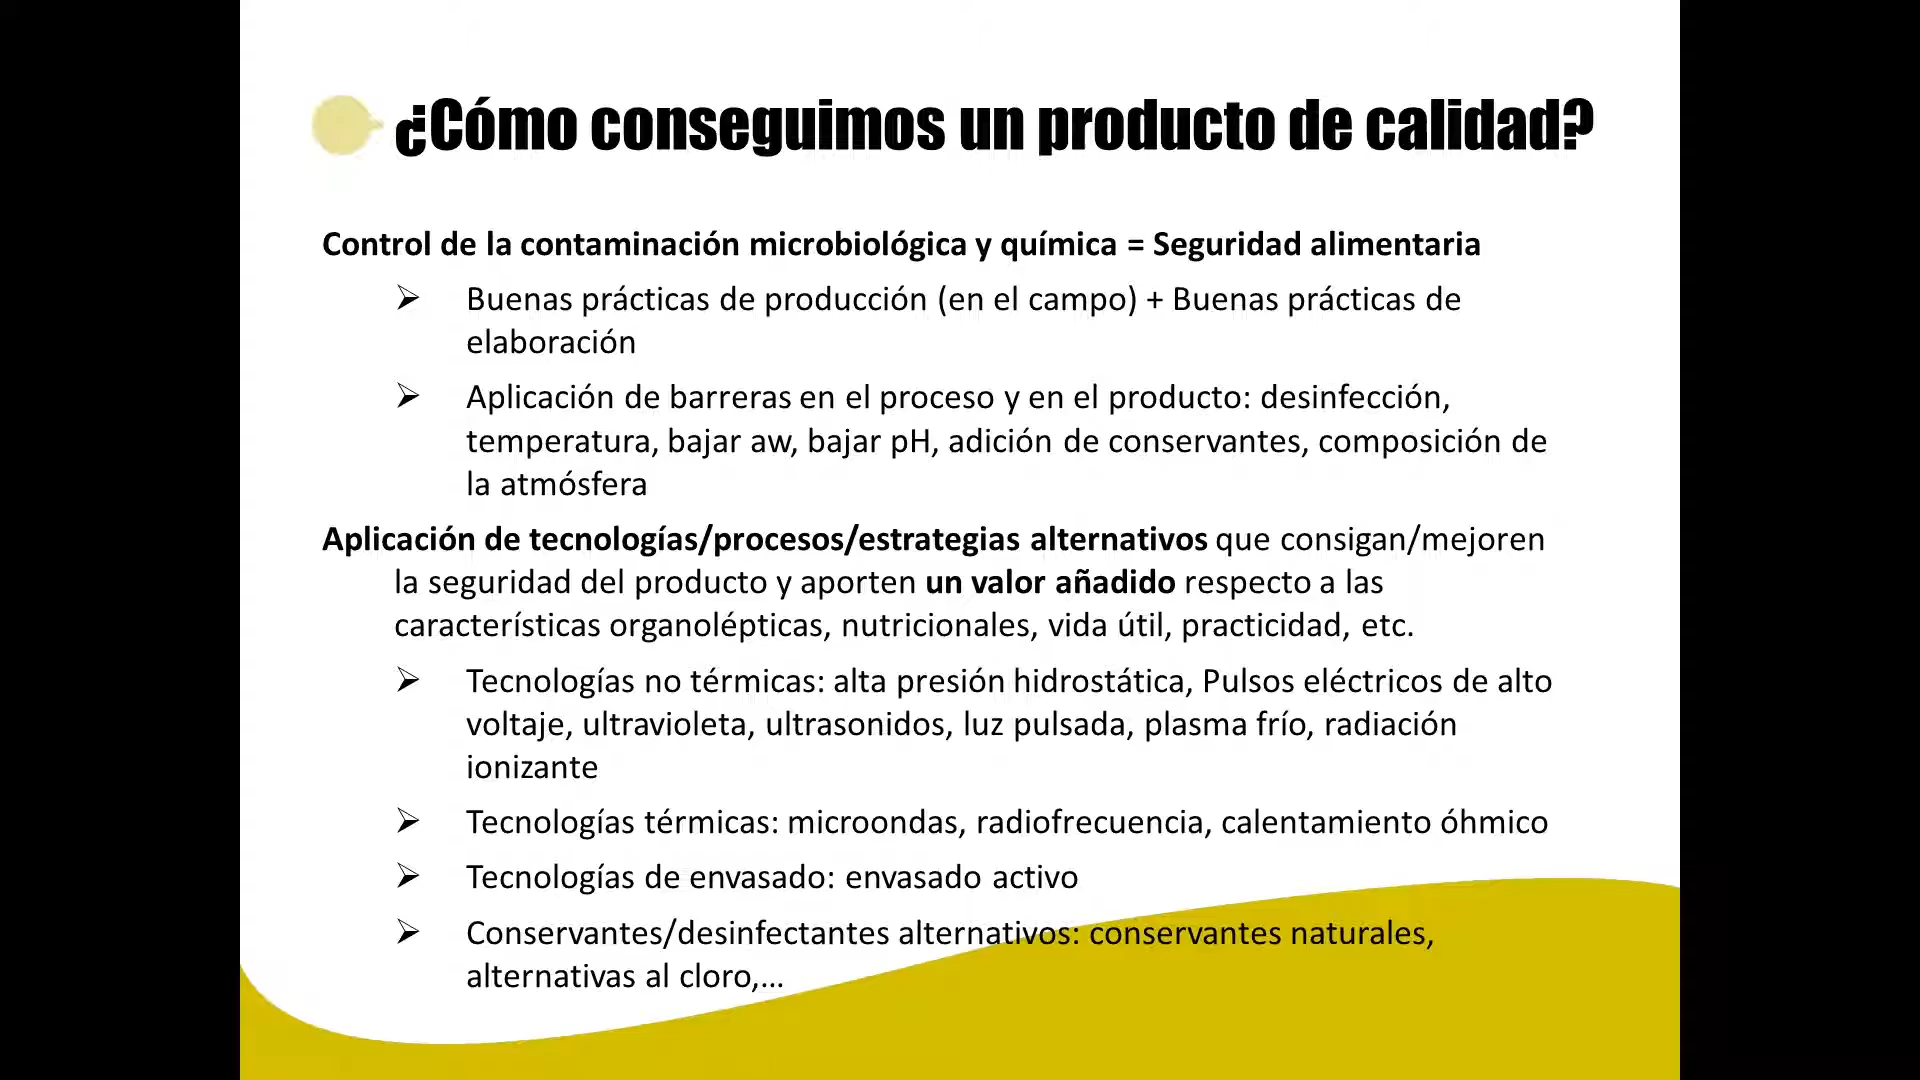 ¿Cómo conseguimos un producto de calidad?
Control de la contaminación microbiológica y química = Seguridad alimentaria
Buenas prácticas de producción (en el campo) + Buenas prácticas de
elaboración
Aplicación de barreras en el proceso y en el producto: desinfección,
temperatura, bajar aw, bajar pH, adición de conservantes, composición de
la atmósfera
Aplicación de tecnologías/procesos/estrategias alternativos que consigan/mejoren
la seguridad del producto y aporten un valor añadido respecto a las
características organolépticas, nutricionales, vida útil, practicidad, etc.
Tecnologías no térmicas: alta presión hidrostática, Pulsos eléctricos de alto
voltaje, ultravioleta, ultrasonidos, luz pulsada, plasma frío, radiación
ionizante
Tecnologías térmicas: microondas, radiofrecuencia, calentamiento óhmico
Tecnologías de envasado: envasado activo
Conservantes/desinfectantes alternativos: conservantes naturales,
alternativas al cloro,...